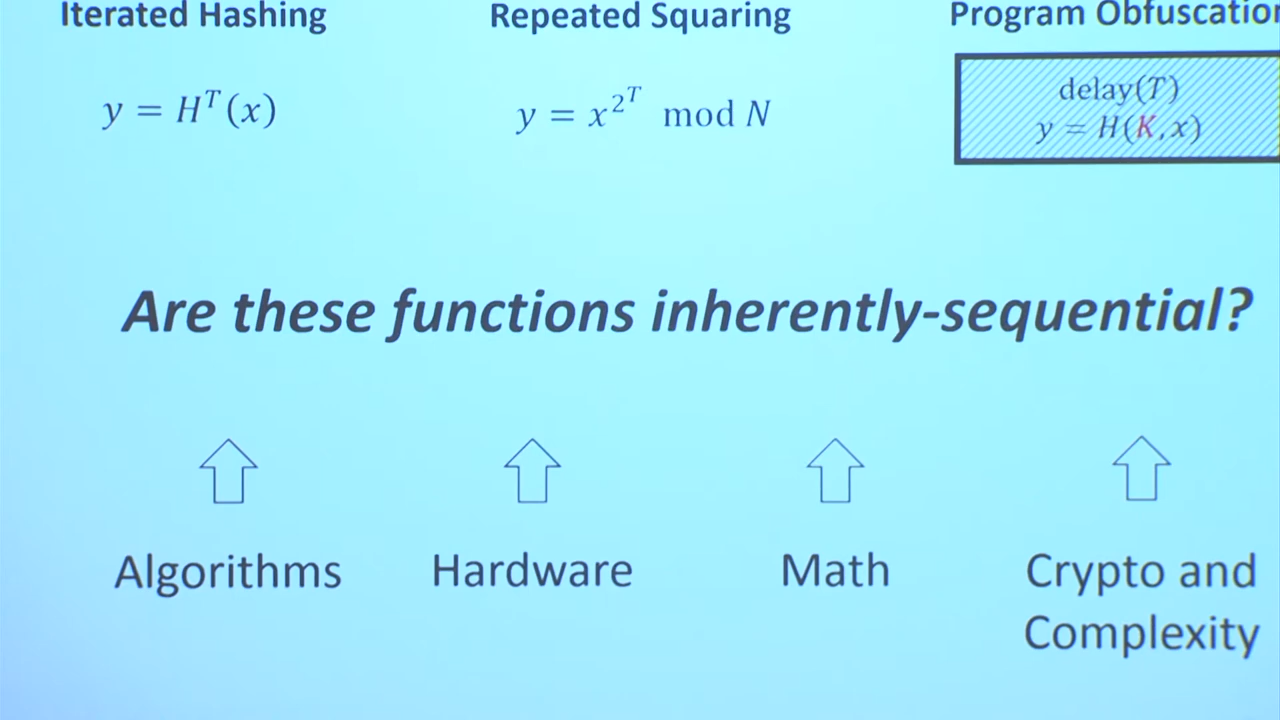 Iterated Hashing
Repeated Squaring
Program Obfuscation
y = H^T(x)
y = x^{2^T} mod N
delay(T)
y = H(K,x)
Are these functions inherently-sequential?
Algorithms
Hardware
Math
Crypto and
Complexity